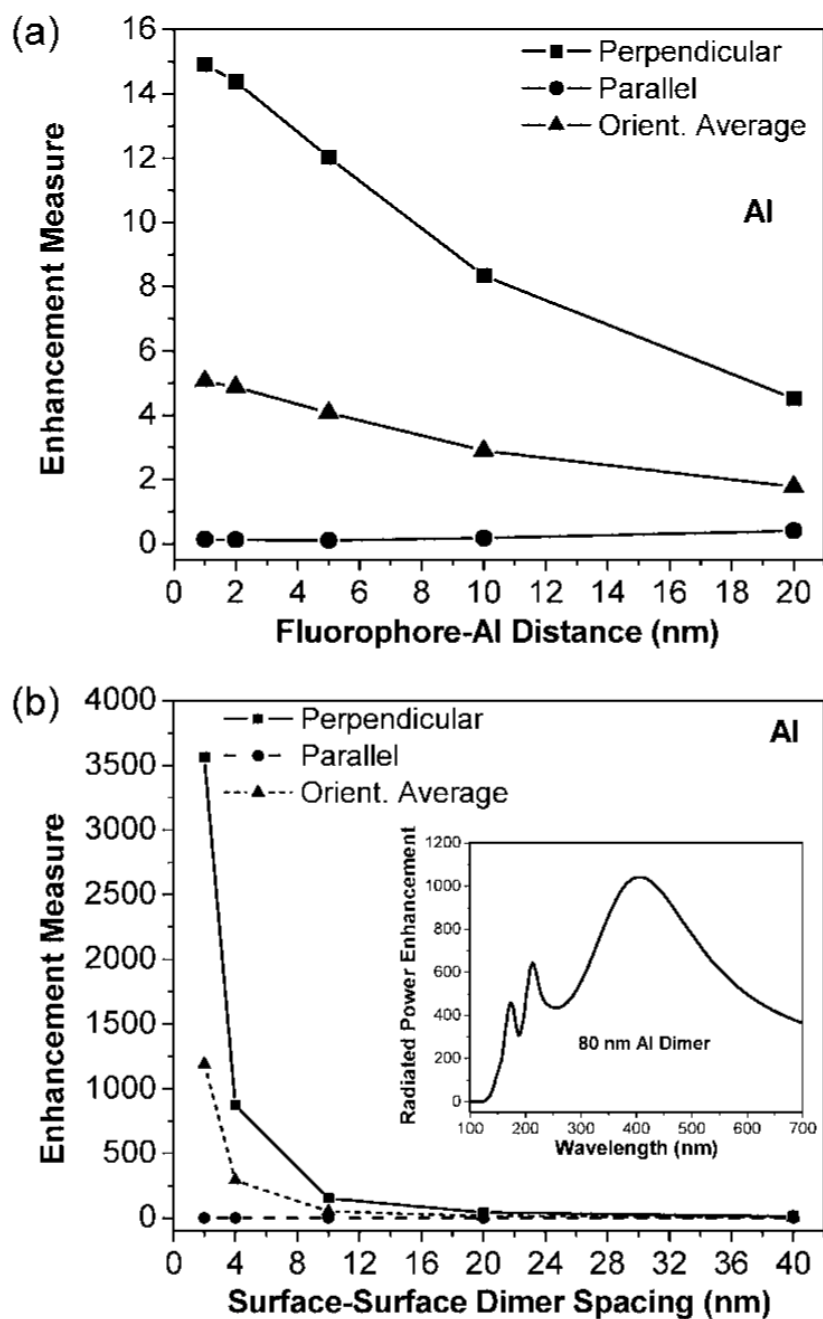 (a)
16
14
12
10
8
6
4
2
0
Enhancement Measure
Perpendicular
Parallel
Orient. Average
Al
0 2 4 6 8 10 12 14 16 18 20
Fluorophore-Al Distance (nm)
(b)
4000
3500
3000
2500
2000
1500
1000
500
0
Enhancement Measure
Perpendicular
Parallel
Orient. Average
Al
1200
1000
800
600
400
200
0
Radiated Power Enhancement
80 nm Al Dimer
100 200 300 400 500 600 700
Wavelength (nm)
0 4 8 12 16 20 24 28 32 36 40
Surface-Surface Dimer Spacing (nm)